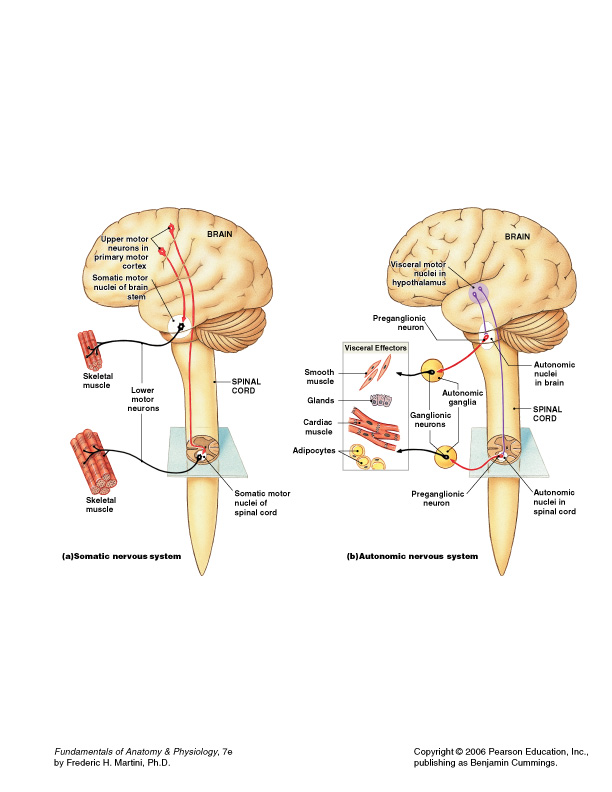 BRAIN
Upper motor
neurons in
primary motor
cortex
Somatic motor
nuclei of brain
stem
Skeletal
muscle
Lower
motor
neurons
SPINAL
CORD
Skeletal
muscle
Somatic motor
nuclei of
spinal cord
(a)Somatic nervous system
BRAIN
Visceral motor
nuclei in
hypothalamus
Preganglionic
neuron
Visceral Effectors
Smooth
muscle
Glands
Cardiac
muscle
Adipocytes
Autonomic
nuclei
in brain
Autonomic
ganglia
Ganglionic
neurons
SPINAL
CORD
Preganglionic
neuron
Autonomic
nuclei in
spinal cord
(b)Autonomic nervous system
Fundamentals of Anatomy & Physiology, 7e
by Frederic H. Martini, Ph.D.
Copyright © 2006 Pearson Education, Inc.,
publishing as Benjamin Cummings.